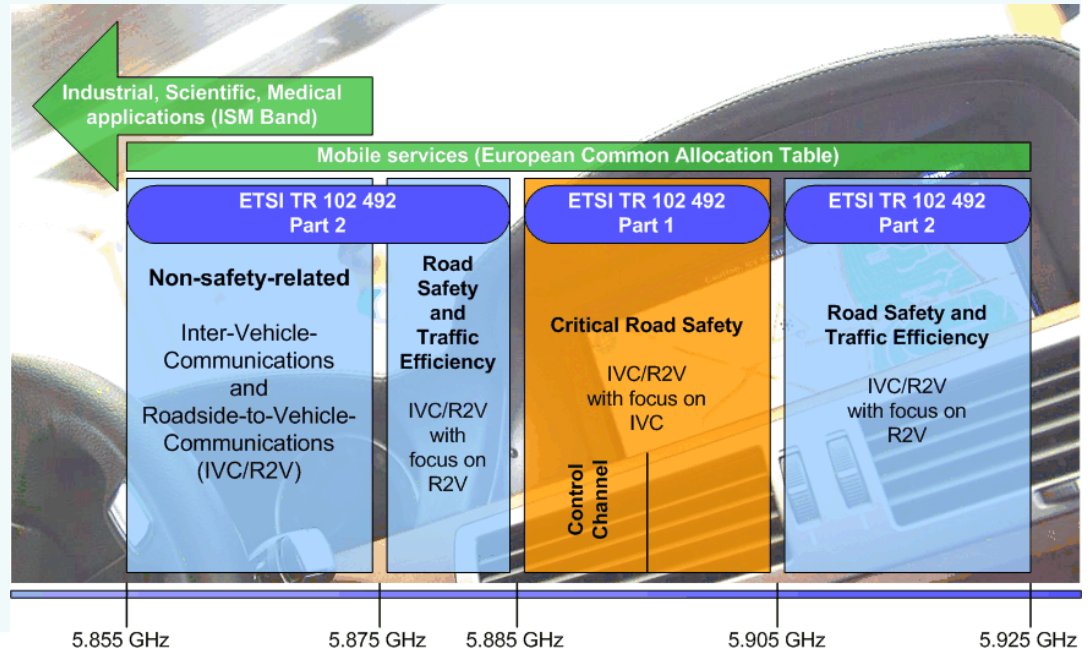 Industrial, Scientific, Medical
applications (ISM Band)
Mobile services (European Common Allocation Table)
ETSI TR 102 492
Part 2
Non-safety-related
Inter-Vehicle-
Communications
and
Roadside-to-Vehicle-
Communications
(IVC/R2V)
Road
Safety
and
Traffic
Efficiency
IVC/R2V
with
focus on
R2V
ETSI TR 102 492
Part 1
Critical Road Safety
IVC/R2V
with focus on
IVC
Control
Channel
ETSI TR 102 492
Part 2
Road Safety and
Traffic Efficiency
IVC/R2V
with focus on
R2V
5.855 GHz
5.875 GHz
5.885 GHz
5.905 GHz
5.925 GHz